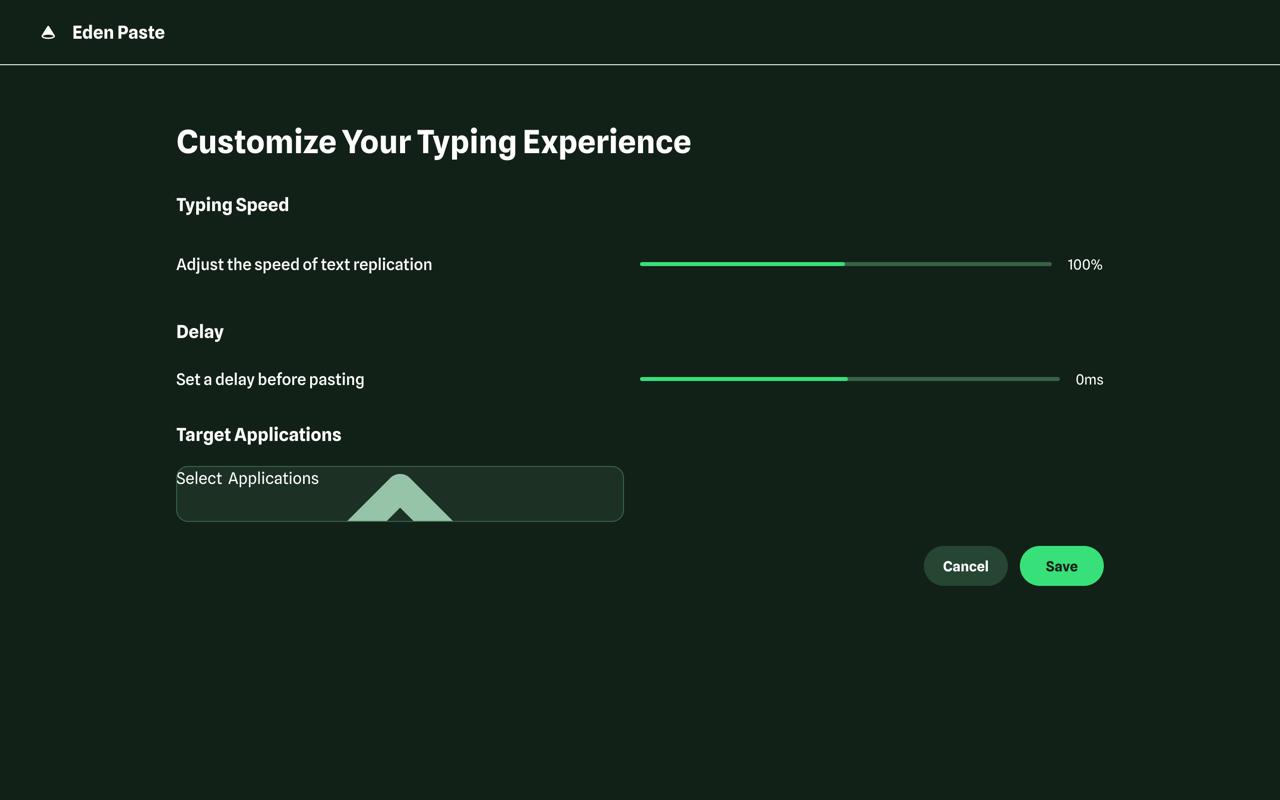 Eden Paste
Customize Your Typing Experience
Typing Speed
Adjust the speed of text replication
100%
Delay
Set a delay before pasting
0ms
Target Applications
Select Applications
Cancel
Save